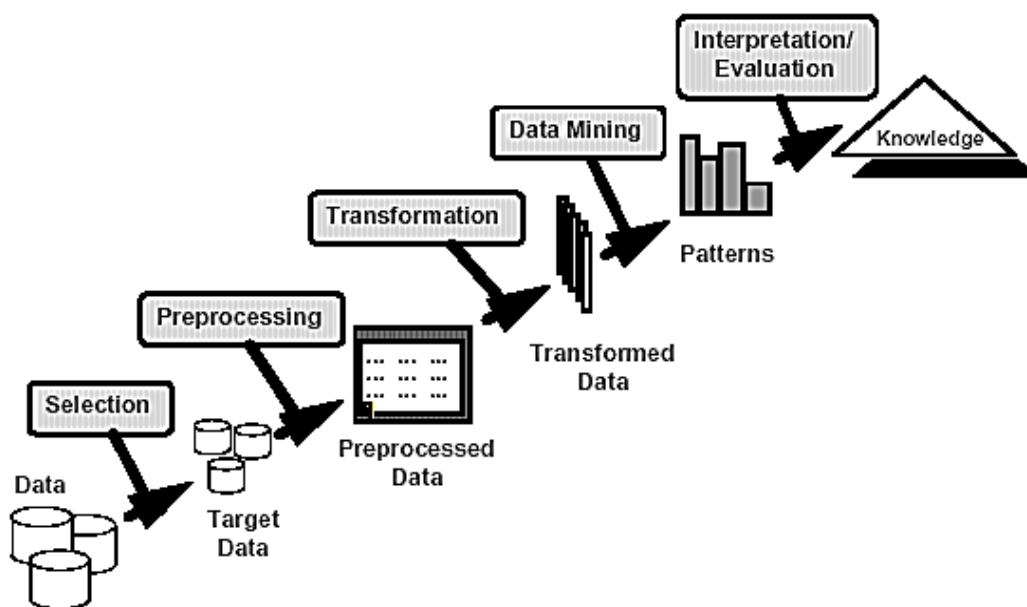 Interpretation/
Evaluation
Knowledge
Data Mining
Patterns
Transformation
Transformed
Data
Preprocessing
Preprocessed
Data
Selection
Target
Data
Data